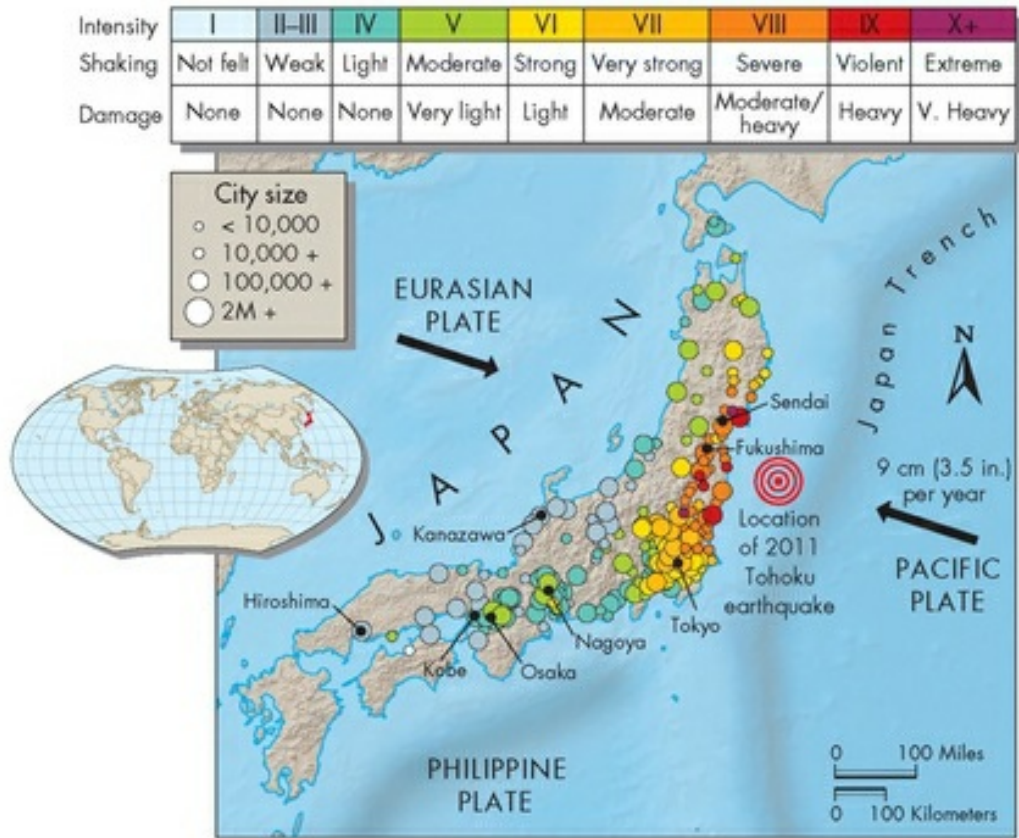 Intensity I II–III IV V VI VII VIII IX X+
Shaking Not felt Weak Light Moderate Strong Very strong Severe Violent Extreme
Damage None None None Very light Light Moderate Moderate/ heavy Heavy V. Heavy
City size
< 10,000
10,000 +
100,000 +
2M +
EURASIAN
PLATE
JAPAN
Japan Trench
N
Sendai
Fukushima
9 cm (3.5 in.)
per year
Kanazawa
Location
of 2011
Tohoku
earthquake
PACIFIC
PLATE
Hiroshima
Tokyo
Nagoya
Kobe
Osaka
PHILIPPINE
PLATE
0 100 Miles
0 100 Kilometers